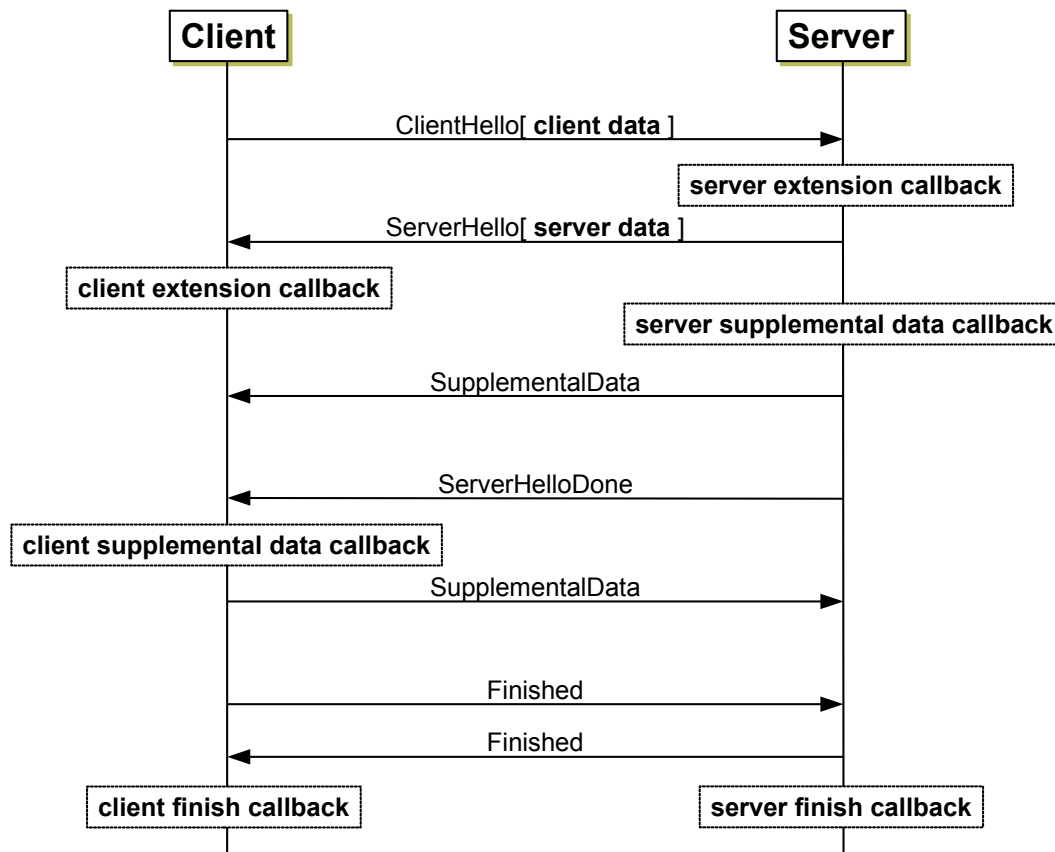 Client
Server
ClientHello[ client data ]
server extension callback
ServerHello[ server data ]
client extension callback
server supplemental data callback
SupplementalData
ServerHelloDone
client supplemental data callback
SupplementalData
Finished
Finished
client finish callback
server finish callback